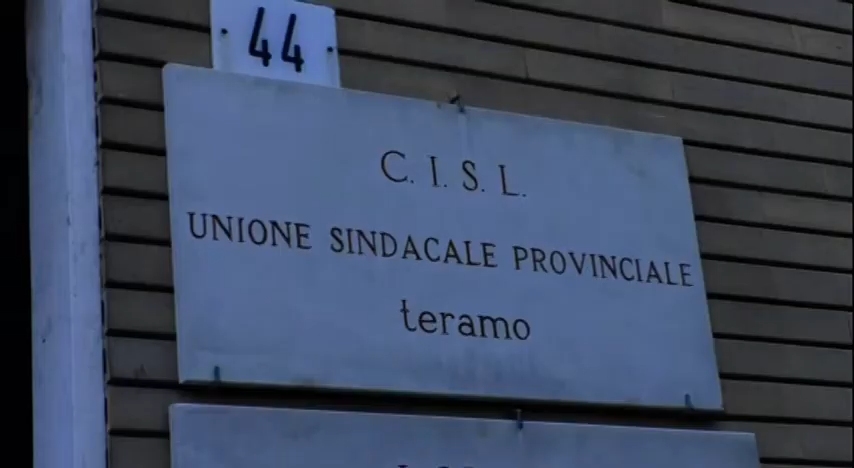 44
C. I. S. L.
UNIONE SINDACALE PROVINCIALE
teramo